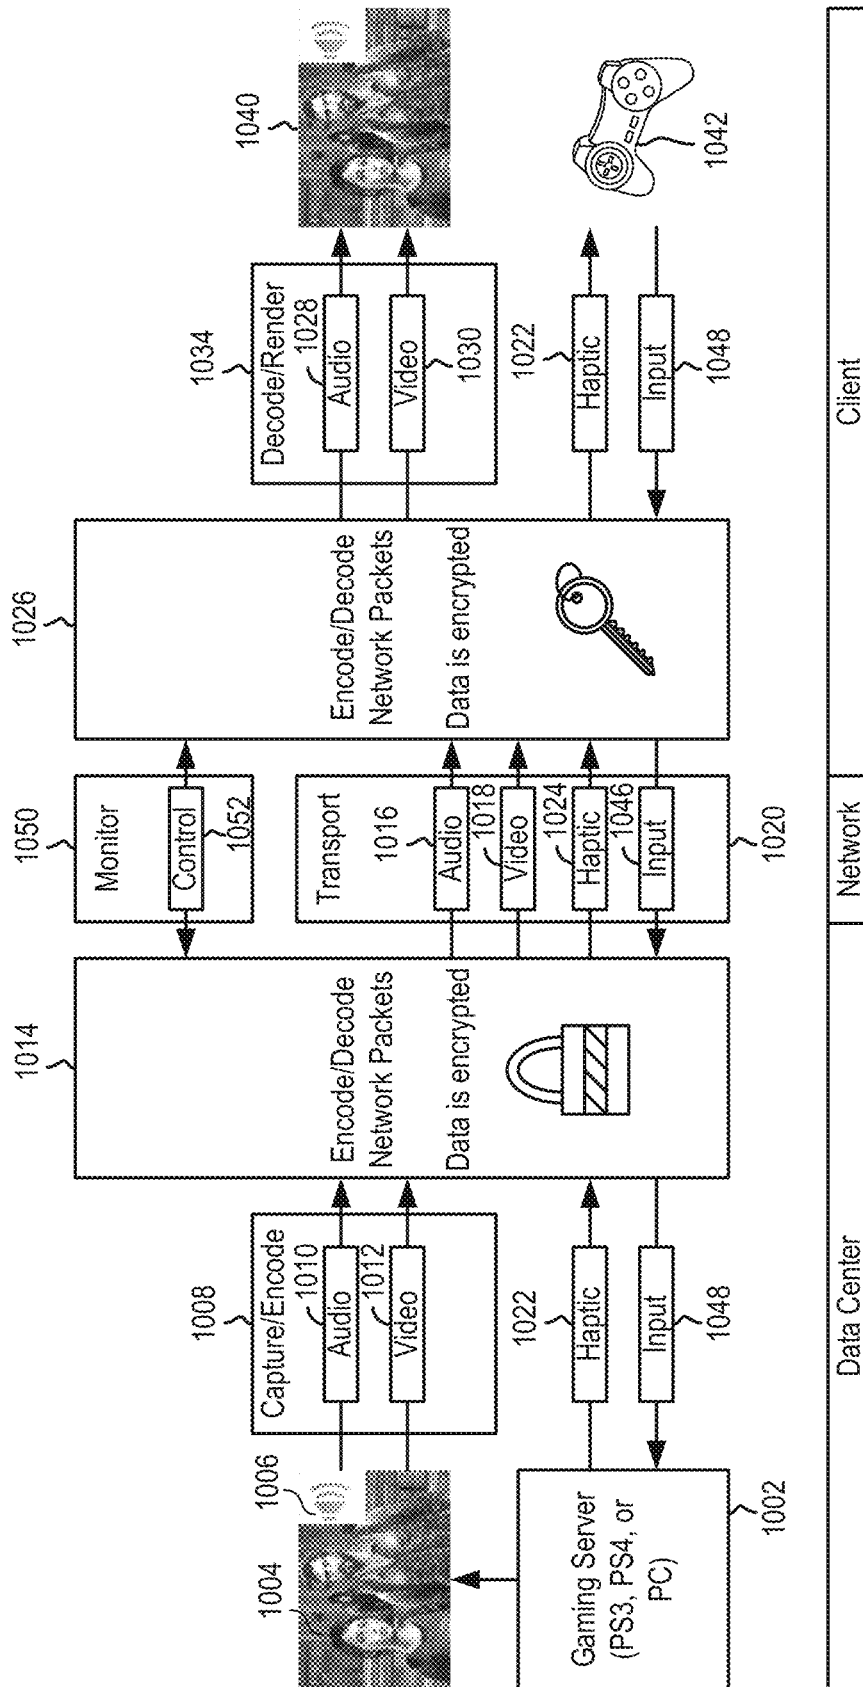 1004
1006
Gaming Server
(PS3, PS4, or
PC)
1002
1008
Capture/Encode
1010
Audio
1012
Video
1022
Haptic
Input
1048
1014
Encode/Decode
Network Packets
Data is encrypted
1050
Monitor
Control
1052
Transport
1016
Audio
1018
Video
1024
Haptic
1046
Input
1020
1026
Encode/Decode
Network Packets
Data is encrypted
1034
Decode/Render
1028
Audio
Video
1030
1022
Haptic
Input
1048
1040
1042
Data Center
Network
Client